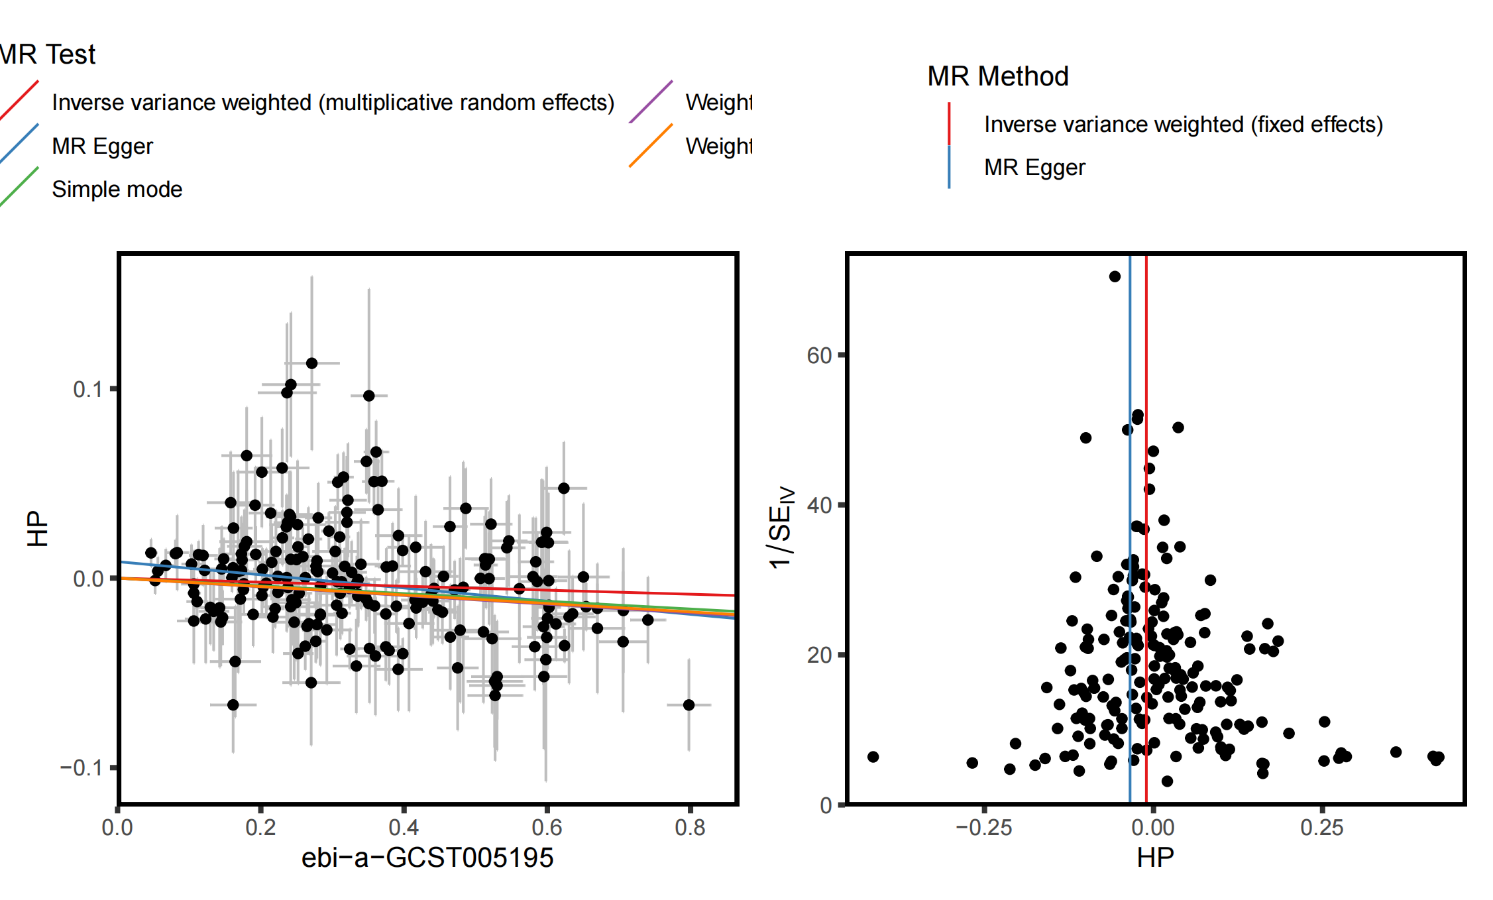 MR Test
Inverse variance weighted (multiplicative random effects)
Weight
MR Egger
Weight
Simple mode
MR Method
Inverse variance weighted (fixed effects)
MR Egger
HP
0.1
0.0
−0.1
0.0 0.2 0.4 0.6 0.8
ebi−a−GCST005195
1/SEIV
60
40
20
0
−0.25 0.00 0.25
HP